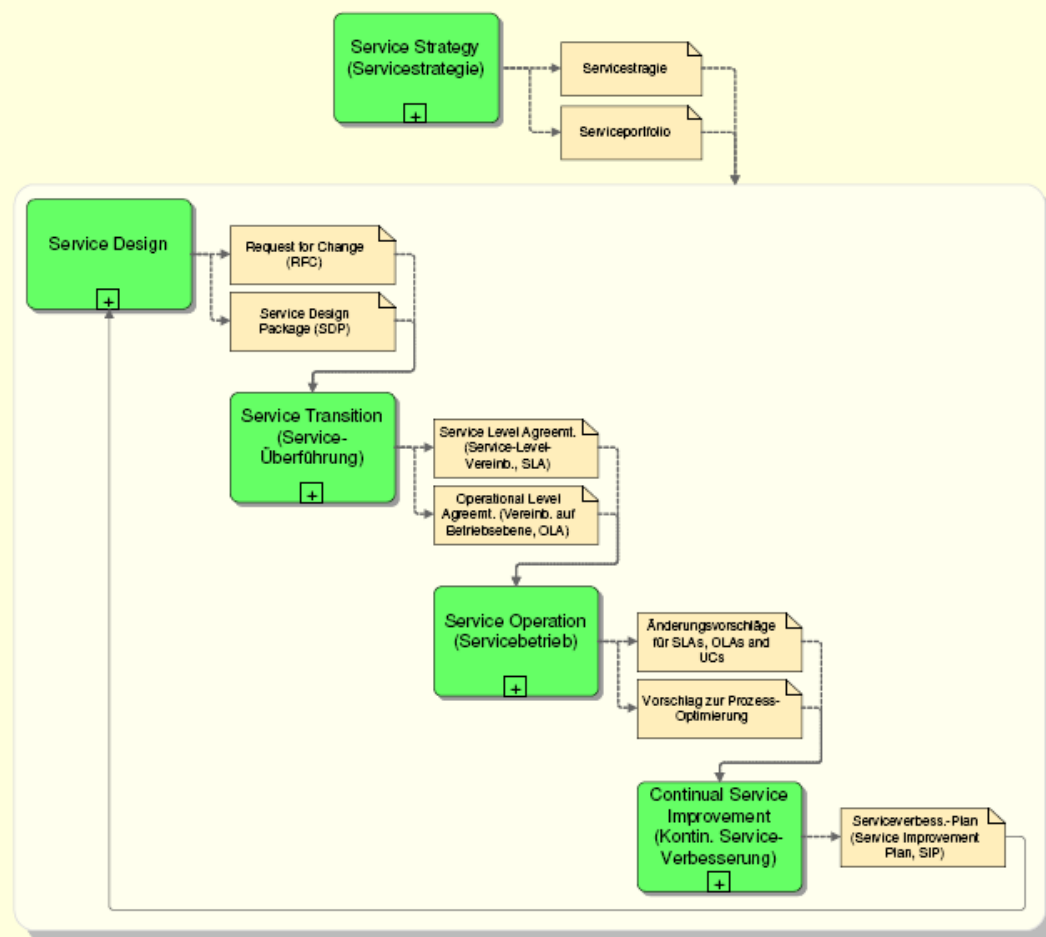 Service Strategy
(Servicestrategie)
Servicestragie
Serviceportfolio
Service Design
Request for Change
(RFC)
Service Design
Package (SDP)
Service Transition
(Service-
Überführung)
Service Level Agreemt.
(Service-Level-
Vereinb., SLA)
Operational Level
Agreemt. (Vereinb. auf
Betriebsebene, OLA)
Service Operation
(Servicebetrieb)
Änderungsvorschläge
für SLAs, OLAs and
UCs
Vorschlag zur Prozess-
Optimierung
Continual Service
Improvement
(Kontin. Service-
Verbesserung)
Serviceverbess.-Plan
(Service Improvement
Plan, SIP)